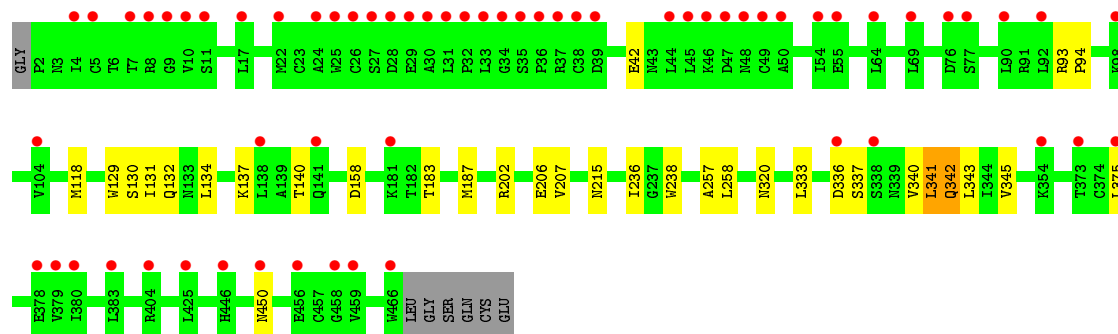 GLY P2 N3 I4 C5 T6 T7 R8 G9 V10 S11 L17 M22 C23 A24 W25 C26 S27 D28 E29 A30 L31 P32 L33 G34 S35 P36 R37 C38 D39 E42 N43 L44 L45 K46 D47 N48 C49 A50 I54 E55 L64 L69 D76 S77 L90 R91 L92 R93 P94 K98
V104 M118 W129 S130 I131 Q132 N133 L134 K137 L138 A139 T140 Q141 D158 K181 T182 T183 M187 R202 E206 V207 N215 I236 G237 W238 A257 L258 N320 L333 D336 S337 S338 N339 V340 L341 Q342 L343 I344 V345 K354 T373 C374 L375
E378 V379 I380 L383 R404 L425 H446 N450 E456 C457 G458 V459 W466 LEU GLY SER GLN CYS GLU